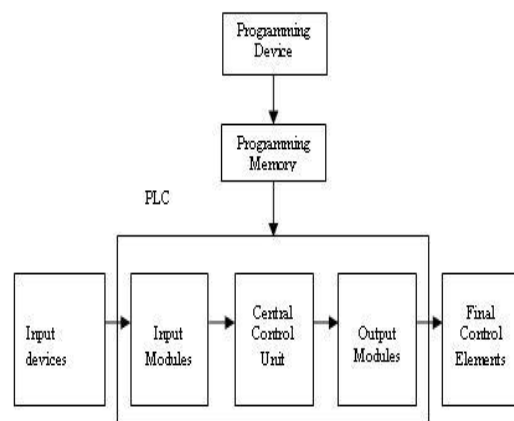 Programming
Device
Programming
Memory
PLC
Input
devices
Input
Modules
Central
Control
Unit
Output
Modules
Final
Control
Elements